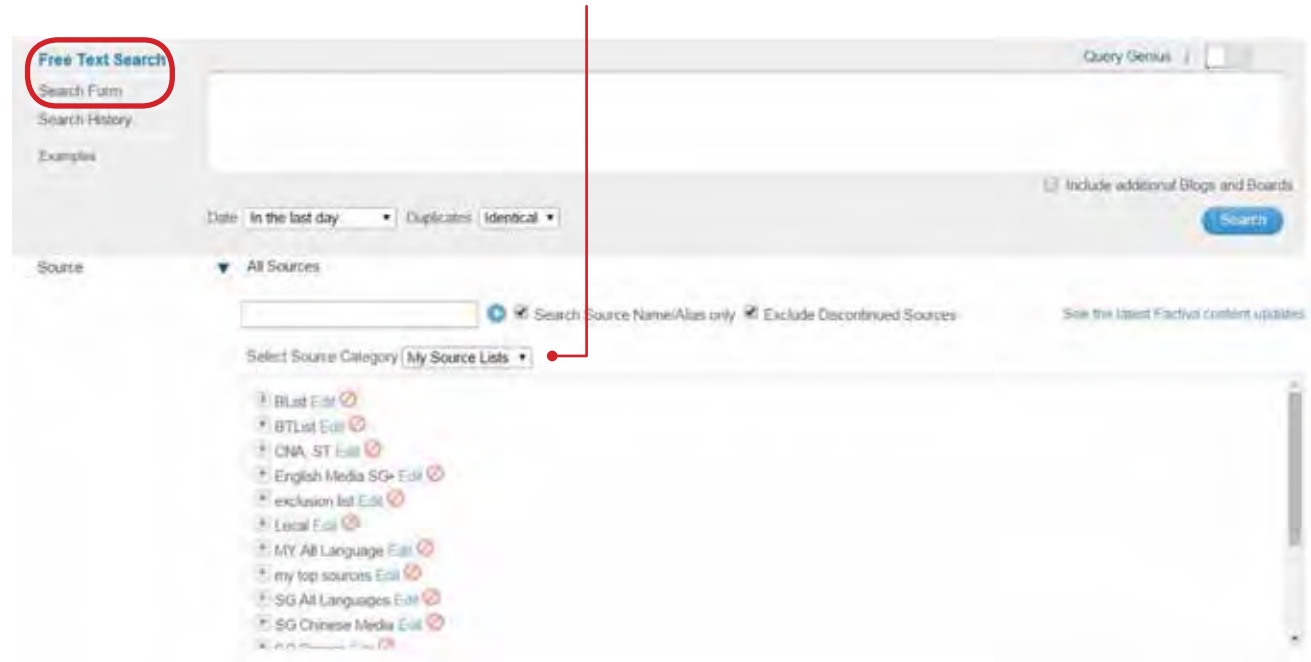 Free Text Search
Query Genius |
Search Form
Search History
Examples
Include additional Blogs and Boards
Date In the last day Duplicates Identical
Search
Source All Sources
Search Source Name/Alias only Exclude Discontinued Sources See the latest Factiva content updates
Select Source Category My Source Lists
BList Edit
BTList Edit
CNA, ST Edit
English Media SG+ Edit
exclusion list Edit
Local Edit
MY All Language Edit
my top sources Edit
SG All Languages Edit
SG Chinese Media Edit